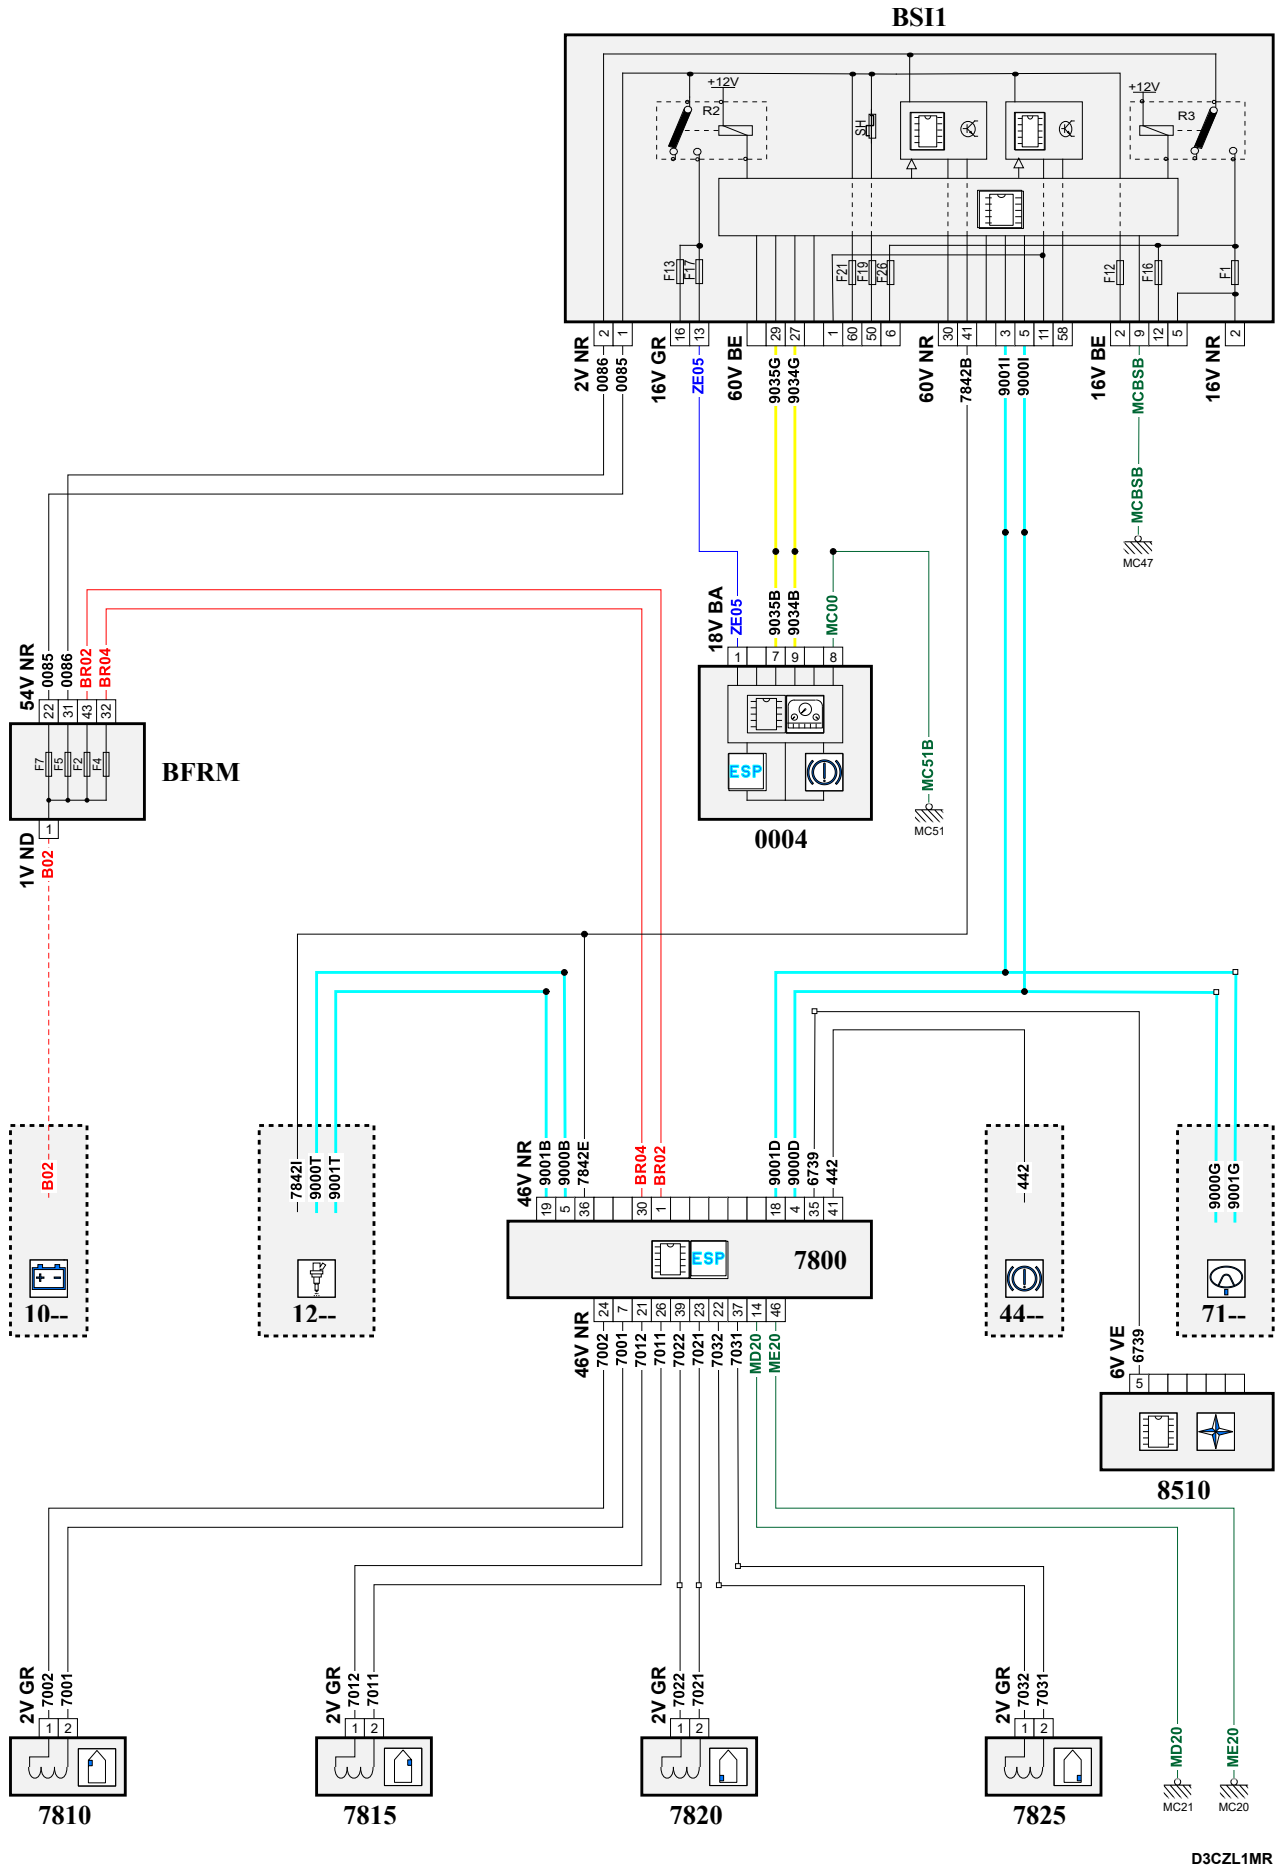 BSI1
+12V
R2
+12V
R3
SH
F13
F17
F21
F19
F26
F12
F16
F1
2 1 16 13 29 27 1 60 50 6 30 41 3 5 11 58 2 9 12 5 2
2V NR
0086
0085
16V GR
ZE05
60V BE
9035G
9034G
60V NR
7842B
9001I
9000I
16V BE
MCBSB
16V NR
MCBSB
MC47
54V NR
0085
0086
BR02
BR04
22 31 43 32
F7
F5
F2
F4
BFRM
1
1V ND
B02
18V BA
ZE05
9035B
9034B
MC00
1 7 9 8
ESP
0004
MC51B
MC51
B02
10--
7842I
9000T
9001T
12--
46V NR
9001B
9000B
7842E
BR04
BR02
9001D
9000D
6739
442
19 5 36 30 1 18 4 35 41
ESP
7800
24 7 21 26 39 23 22 37 14 46
46V NR
7002
7001
7012
7011
7022
7021
7032
7031
MD20
ME20
442
44--
9000G
9001G
71--
6V VE
6739
5
8510
2V GR
7002
7001
1 2
7810
2V GR
7012
7011
1 2
7815
2V GR
7022
7021
1 2
7820
2V GR
7032
7031
1 2
7825
MD20
MC21
ME20
MC20
D3CZL1MR